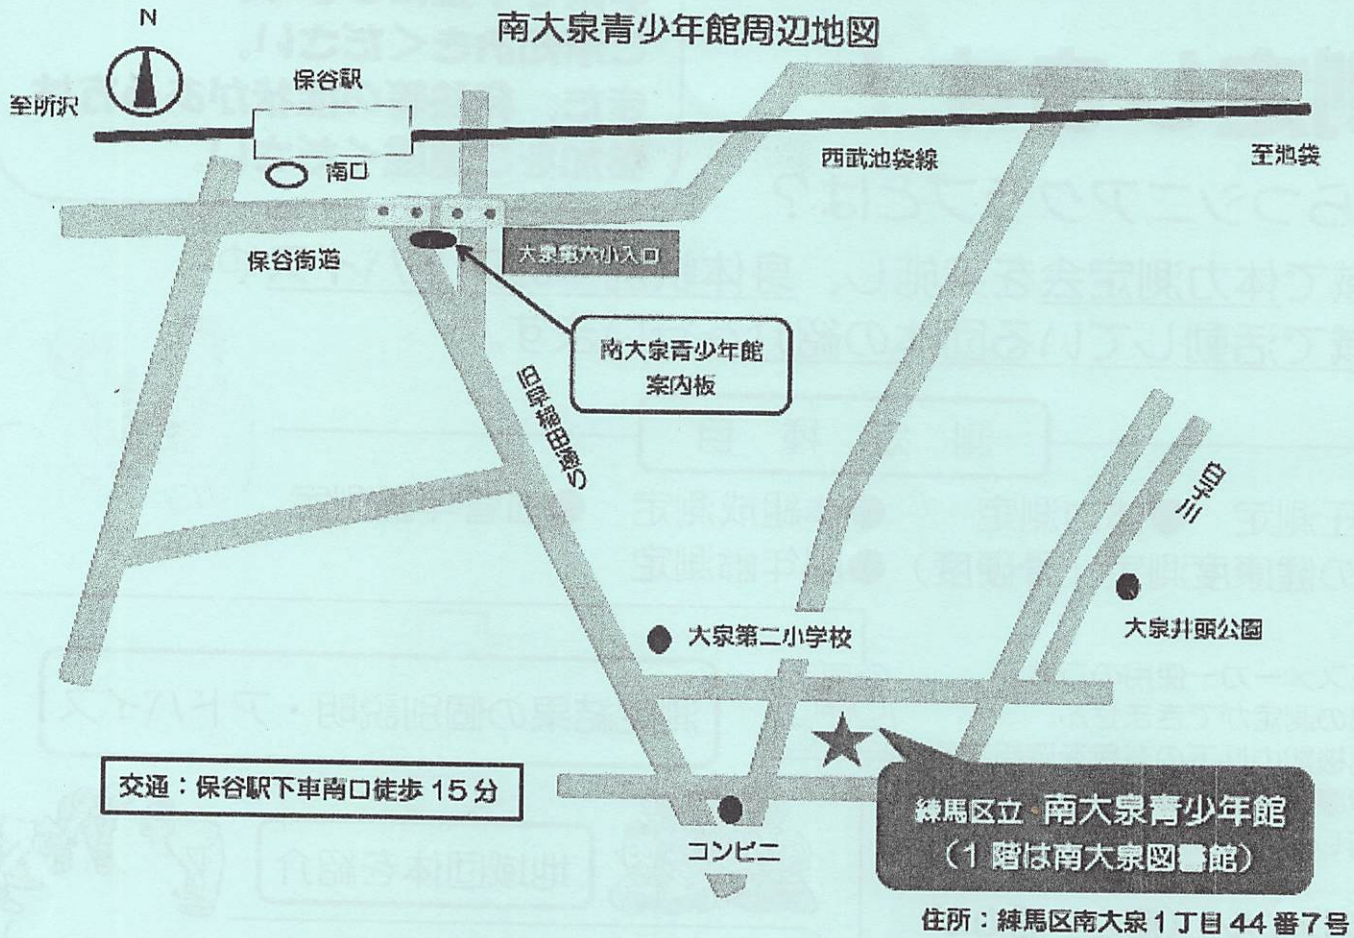 南大泉青少年館周辺地図
N
至所沢
保谷駅
南口
西武池袋線
至池袋
保谷街道
大泉第六小入口
南大泉青少年館
案内板
旧早稲田通り
白子川
大泉井頭公園
大泉第二小学校
交通：保谷駅下車南口徒歩15分
コンビニ
練馬区立 南大泉青少年館
（1階は南大泉図書館）
住所：練馬区南大泉1丁目44番7号